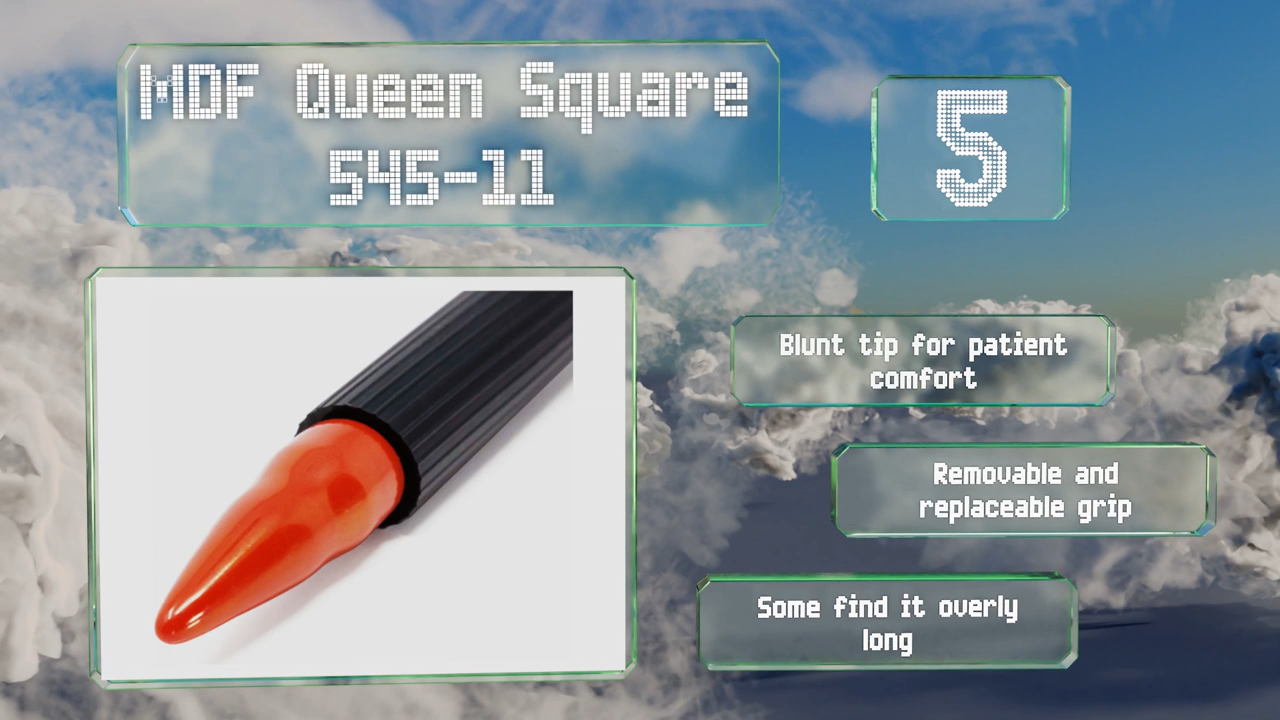 MDF Queen Square
545-11
5
Blunt tip for patient
comfort
Removable and
replaceable grip
Some find it overly
long